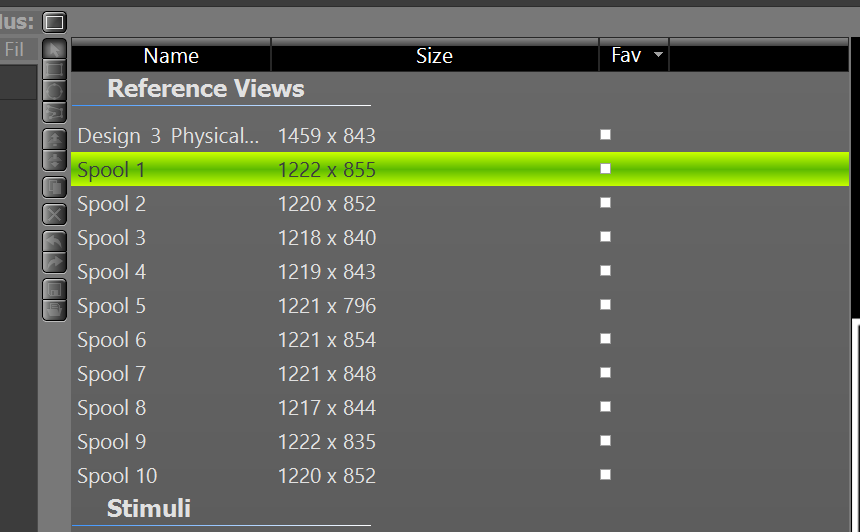 lus:
Fil
Name Size Fav
Reference Views
Design 3 Physical... 1459 x 843
Spool 1 1222 x 855
Spool 2 1220 x 852
Spool 3 1218 x 840
Spool 4 1219 x 843
Spool 5 1221 x 796
Spool 6 1221 x 854
Spool 7 1221 x 848
Spool 8 1217 x 844
Spool 9 1222 x 835
Spool 10 1220 x 852
Stimuli